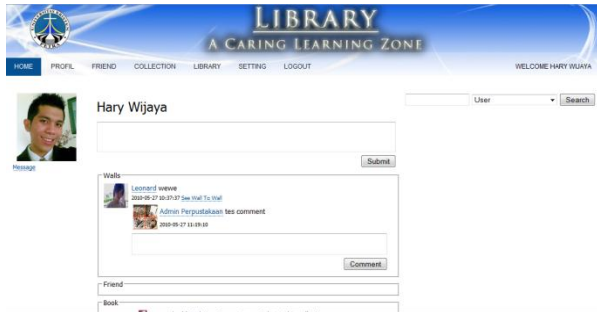 LIBRARY
A CARING LEARNING ZONE
HOME PROFIL FRIEND COLLECTION LIBRARY SETTING LOGOUT WELCOME HARY WIJAYA
User Search
Hary Wijaya
Submit
Message
Walls
Leonard wewe
2010-05-27 10:37:37 See Wall To Wall
Admin Perpustakaan tes comment
2010-05-27 11:19:10
Comment
Friend
Book